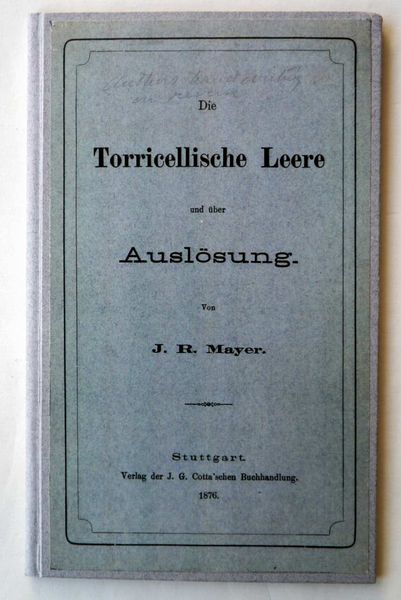 Die
Torricellische Leere
und über
Auslösung.
Von
J. R. Mayer.
Stuttgart.
Verlag der J. G. Cotta'schen Buchhandlung.
1876.